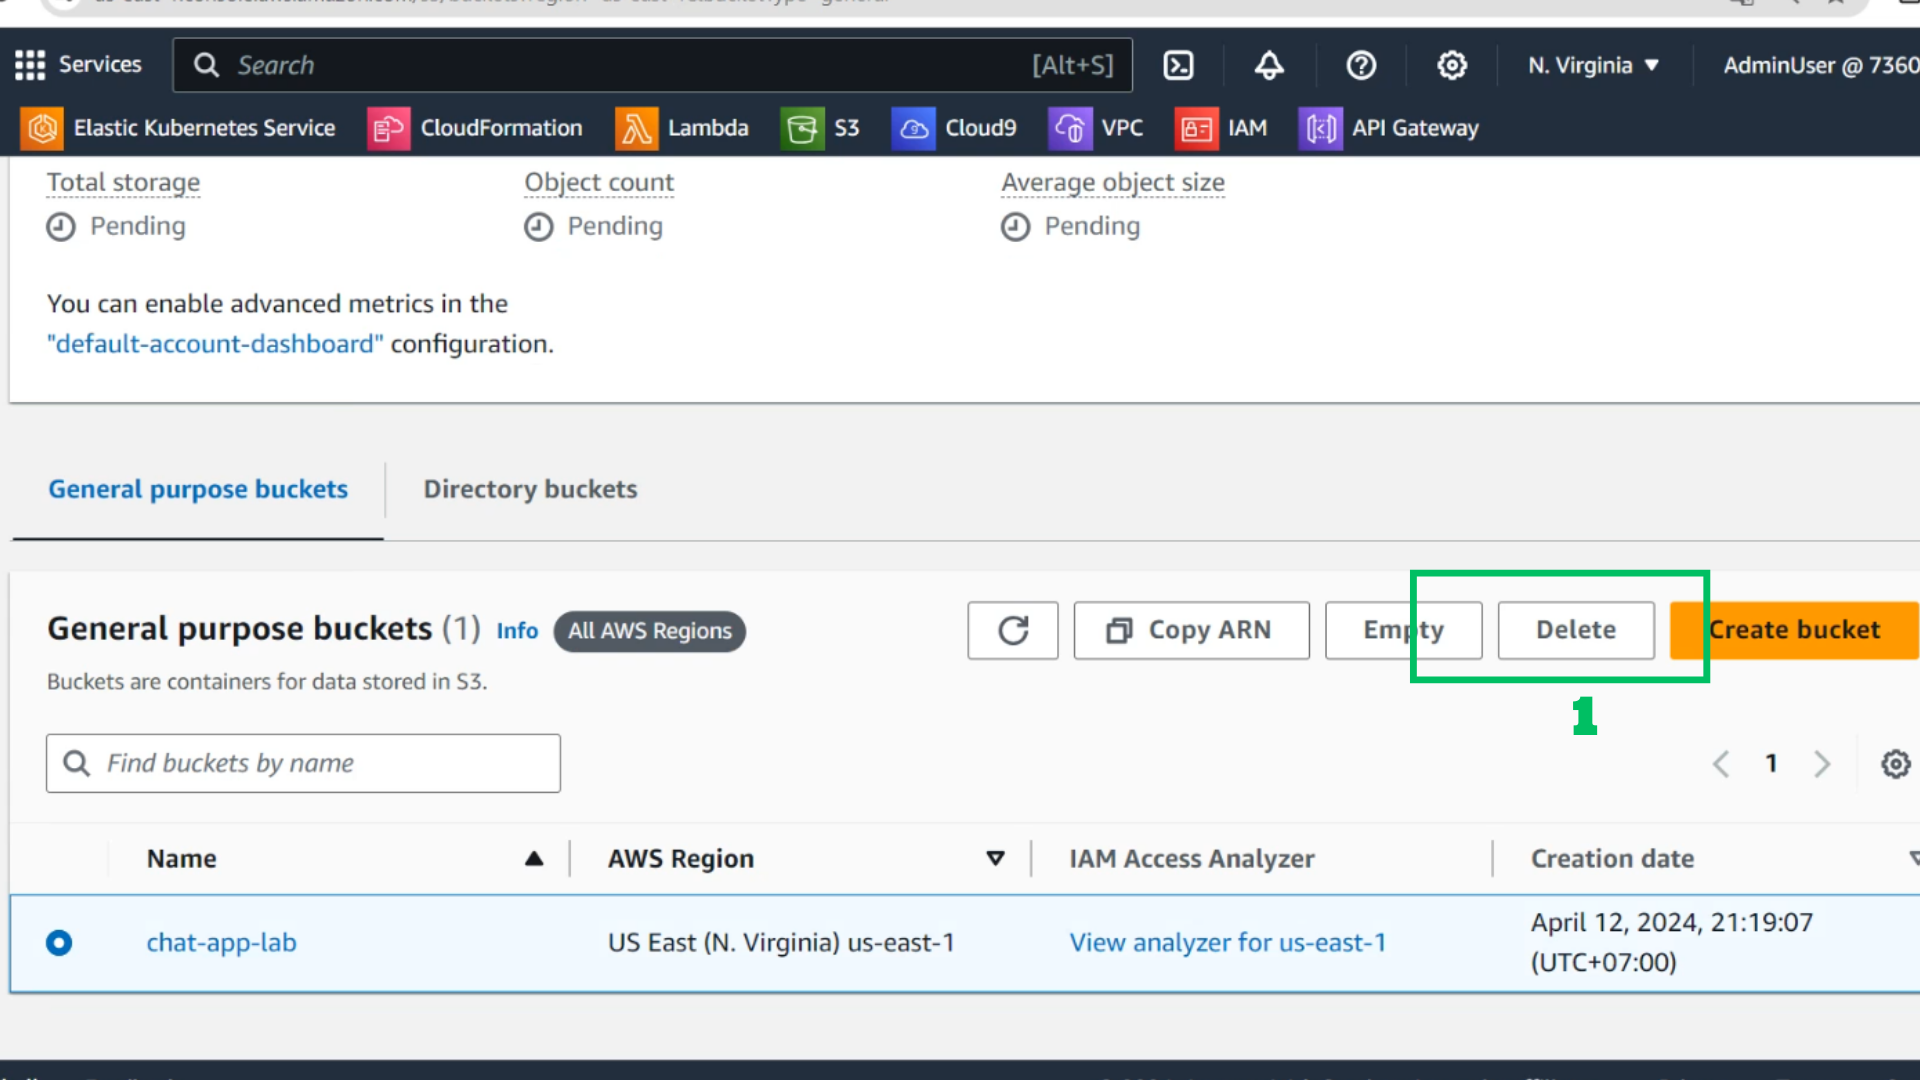 Services
Search
[Alt+S]
N. Virginia
AdminUser @ 7360
Elastic Kubernetes Service
CloudFormation
Lambda
S3
Cloud9
VPC
IAM
API Gateway
Total storage
Object count
Average object size
Pending
Pending
Pending
You can enable advanced metrics in the
"default-account-dashboard" configuration.
General purpose buckets
Directory buckets
General purpose buckets (1)
Info
All AWS Regions
Copy ARN
Empty
Delete
Create bucket
Buckets are containers for data stored in S3.
1
Find buckets by name
1
Name
AWS Region
IAM Access Analyzer
Creation date
chat-app-lab
US East (N. Virginia) us-east-1
View analyzer for us-east-1
April 12, 2024, 21:19:07
(UTC+07:00)